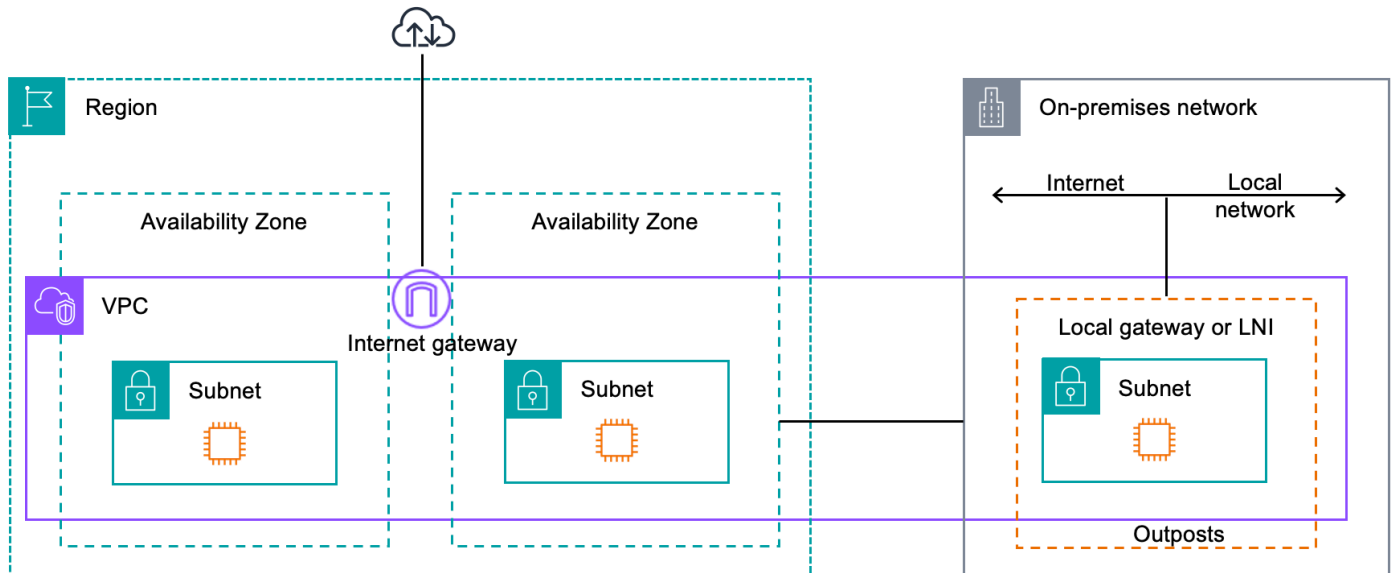 Region
On-premises network
Internet
Local
network
Availability Zone
Availability Zone
VPC
Internet gateway
Local gateway or LNI
Subnet
Subnet
Subnet
Outposts